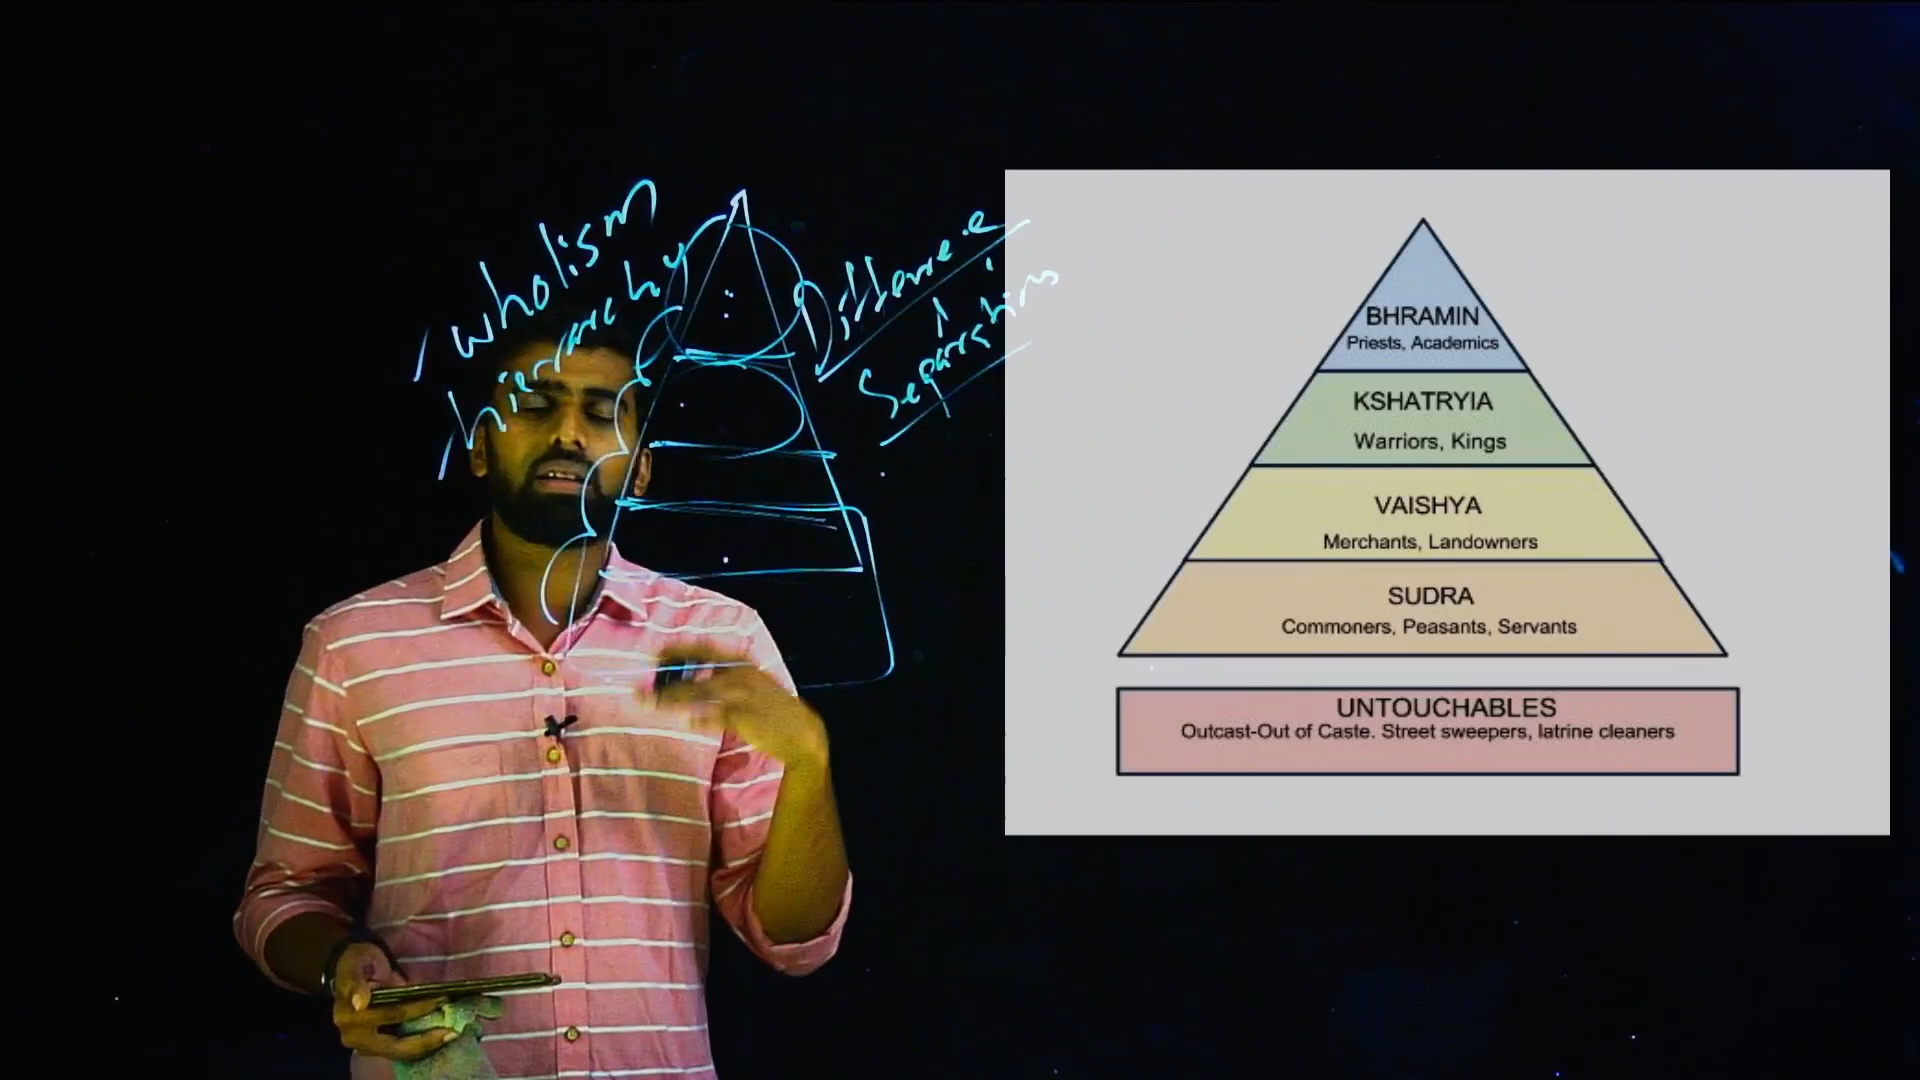 wholism
hierarchy
Difference
Separation
BHRAMIN
Priests, Academics
KSHATRYIA
Warriors, Kings
VAISHYA
Merchants, Landowners
SUDRA
Commoners, Peasants, Servants
UNTOUCHABLES
Outcast-Out of Caste. Street sweepers, latrine cleaners